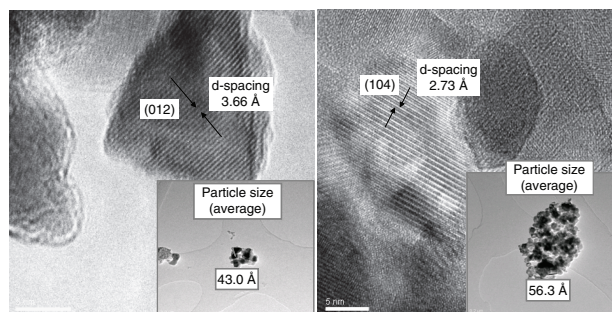 d-spacing
3.66 Å
(012)
Particle size
(average)
43.0 Å
d-spacing
2.73 Å
(104)
Particle size
(average)
56.3 Å
5 nm